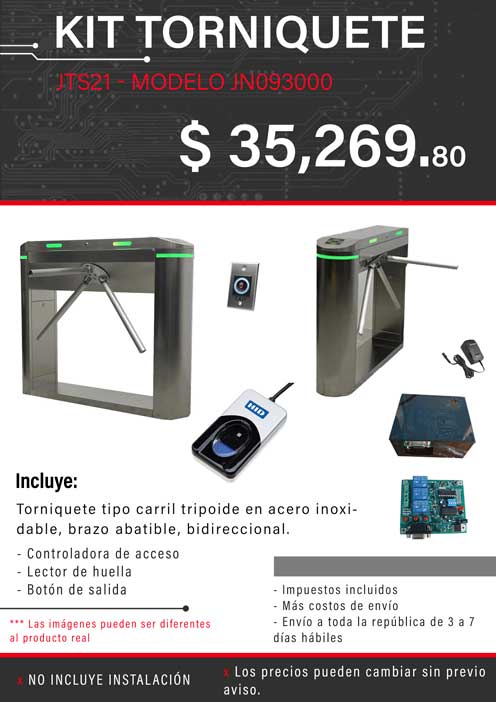 KIT TORNIQUETE
JTS21 - MODELO JN093000
$ 35,269.80
HID
Incluye:
Torniquete tipo carril tripoide en acero inoxi-
dable, brazo abatible, bidireccional.
- Controladora de acceso
- Lector de huella
- Botón de salida
*** Las imágenes pueden ser diferentes
al producto real
- Impuestos incluidos
- Más costos de envío
- Envío a toda la república de 3 a 7
días hábiles
x NO INCLUYE INSTALACIÓN
x Los precios pueden cambiar sin previo
aviso.